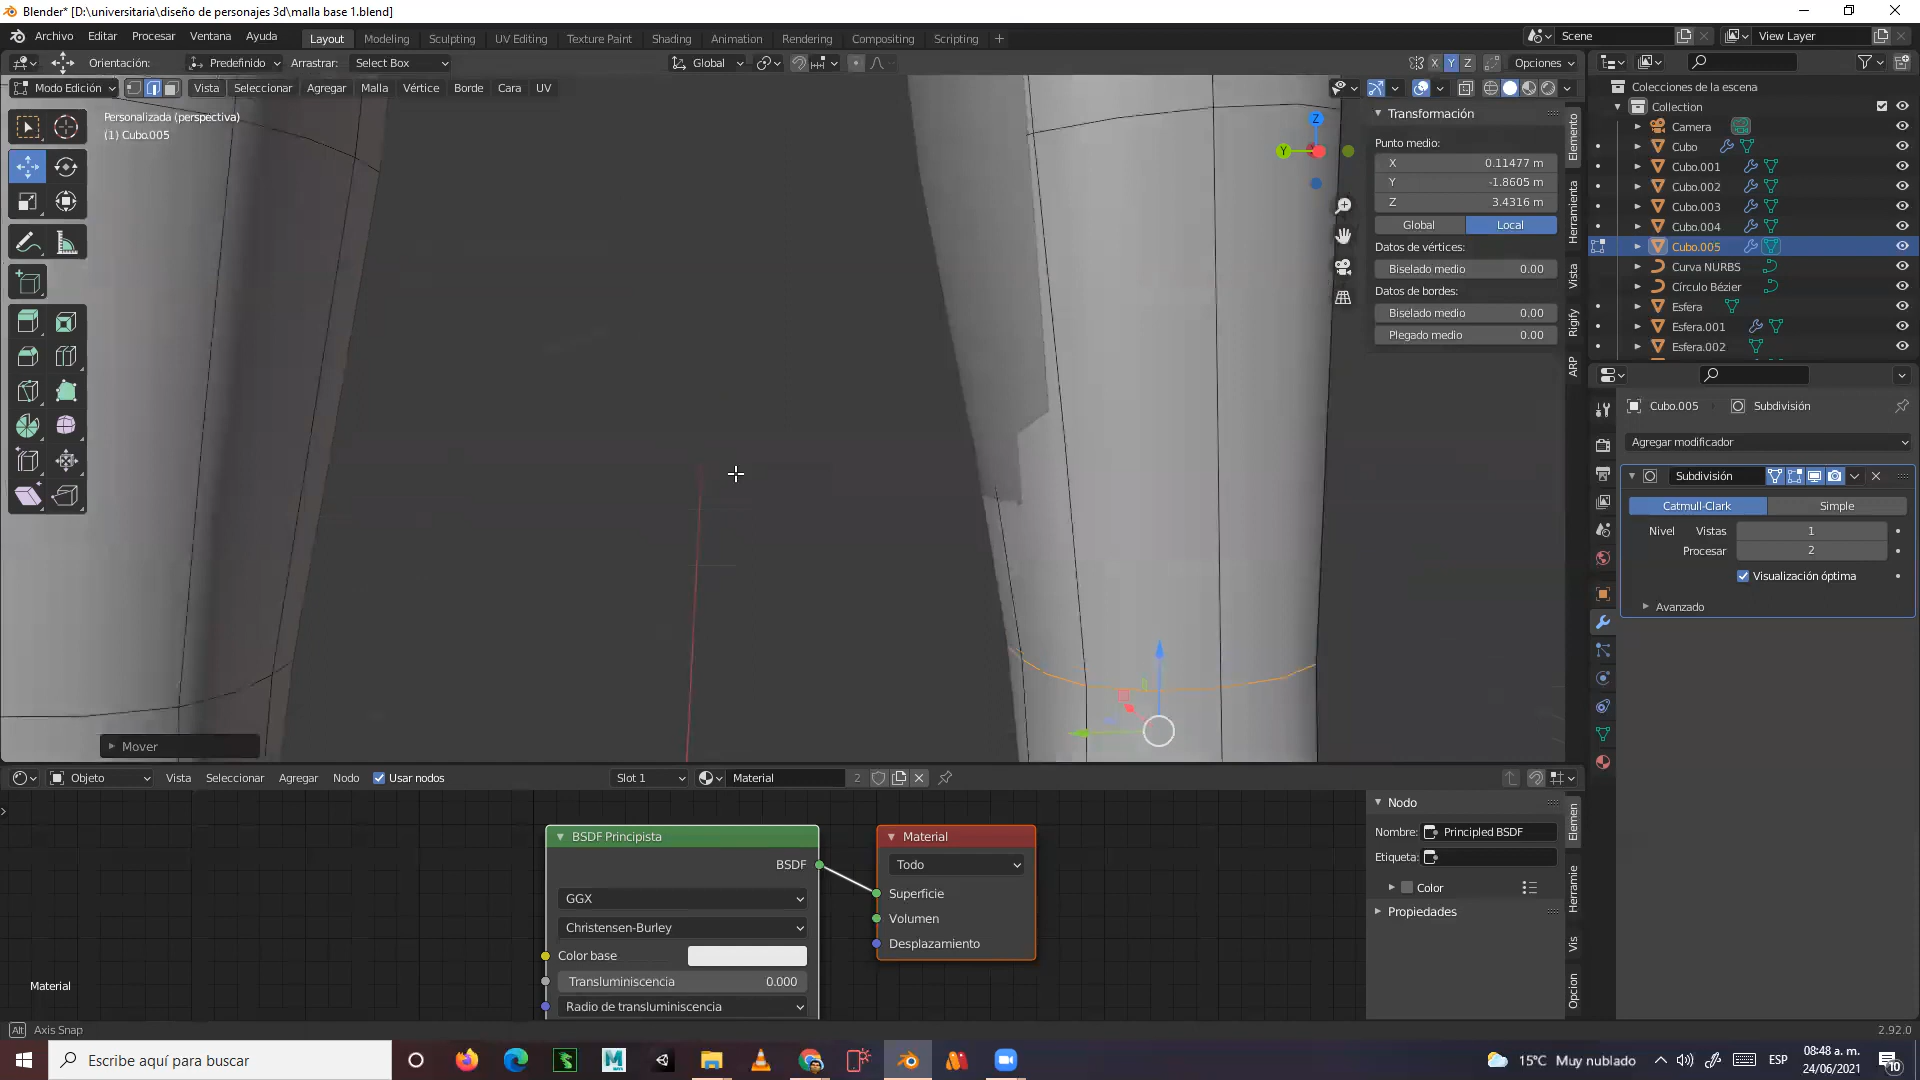 Blender* [D:\universitaria\diseño de personajes 3d\malla base 1.blend]
Archivo Editar Procesar Ventana Ayuda Layout Modeling Sculpting UV Editing Texture Paint Shading Animation Rendering Compositing Scripting + Scene View Layer
Orientación: Predefinido Arrastrar: Select Box Global X Y Z Opciones
Modo Edición Vista Seleccionar Agregar Malla Vértice Borde Cara UV
Personalizada (perspectiva)
(1) Cubo.005
Z
Y
Transformación
Punto medio:
X 0.11477 m
Y -1.8605 m
Z 3.4316 m
Global Local
Datos de vértices:
Biselado medio 0.00
Datos de bordes:
Biselado medio 0.00
Plegado medio 0.00
Elemento
Herramienta
Vista
Rigify
ARP
Colecciones de la escena
Collection
Camera
Cubo
Cubo.001
Cubo.002
Cubo.003
Cubo.004
Cubo.005
Curva NURBS
Círculo Bézier
Esfera
Esfera.001
Esfera.002
Cubo.005 Subdivisión
Agregar modificador
Subdivisión
Catmull-Clark Simple
Nivel Vistas 1
Procesar 2
Visualización óptima
Avanzado
Mover
Objeto Vista Seleccionar Agregar Nodo Usar nodos Slot 1 Material 2
BSDF Principista
BSDF
GGX
Christensen-Burley
Color base
Transluminiscencia 0.000
Radio de transluminiscencia
Material
Todo
Superficie
Volumen
Desplazamiento
Nodo
Nombre: Principled BSDF
Etiqueta:
Color
Propiedades
Elemen
Herramie
Vis
Opcion
Material
Alt Axis Snap
2.92.0
Escribe aquí para buscar
15°C Muy nublado
ESP
08:48 a. m.
24/06/2021
10